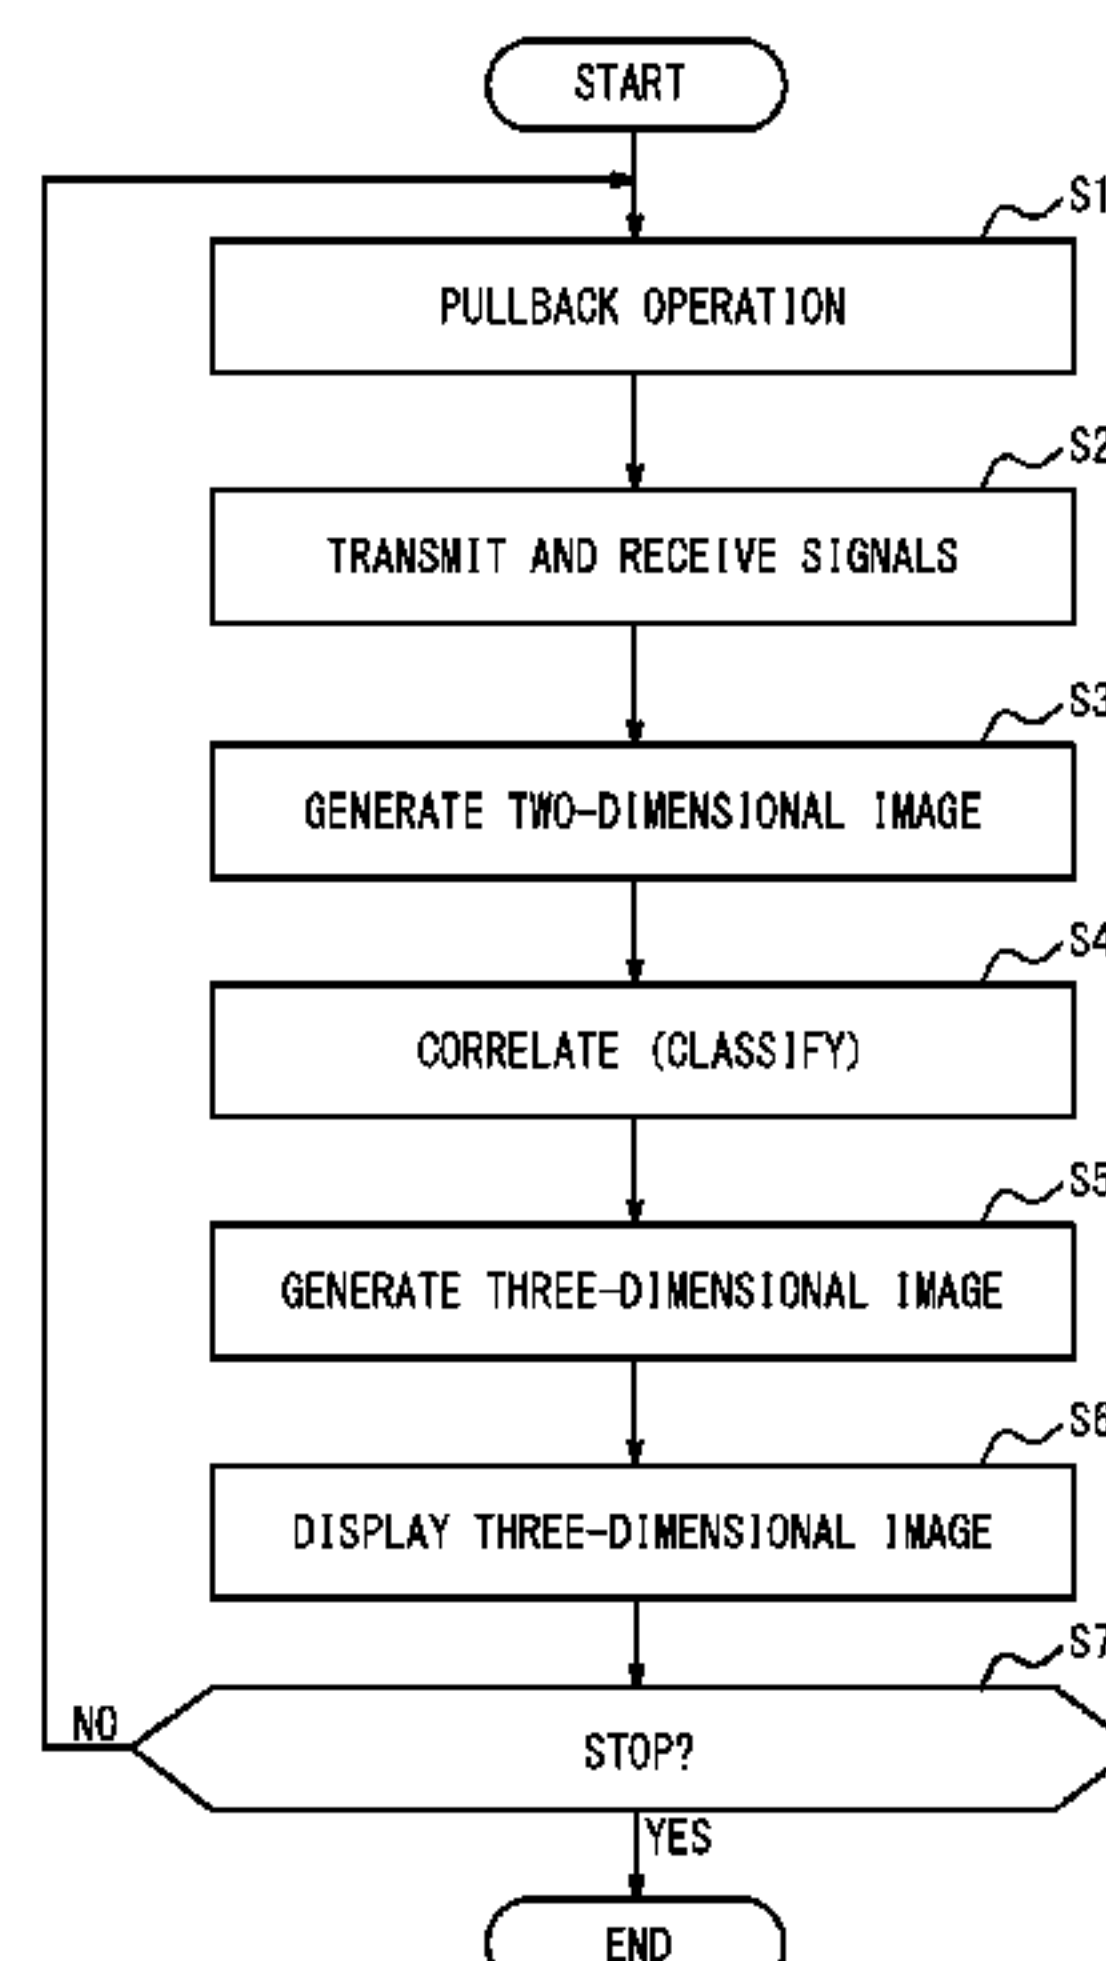 START
S1
PULLBACK OPERATION
S2
TRANSMIT AND RECEIVE SIGNALS
S3
GENERATE TWO-DIMENSIONAL IMAGE
S4
CORRELATE (CLASSIFY)
S5
GENERATE THREE-DIMENSIONAL IMAGE
S6
DISPLAY THREE-DIMENSIONAL IMAGE
S7
NO
STOP?
YES
END